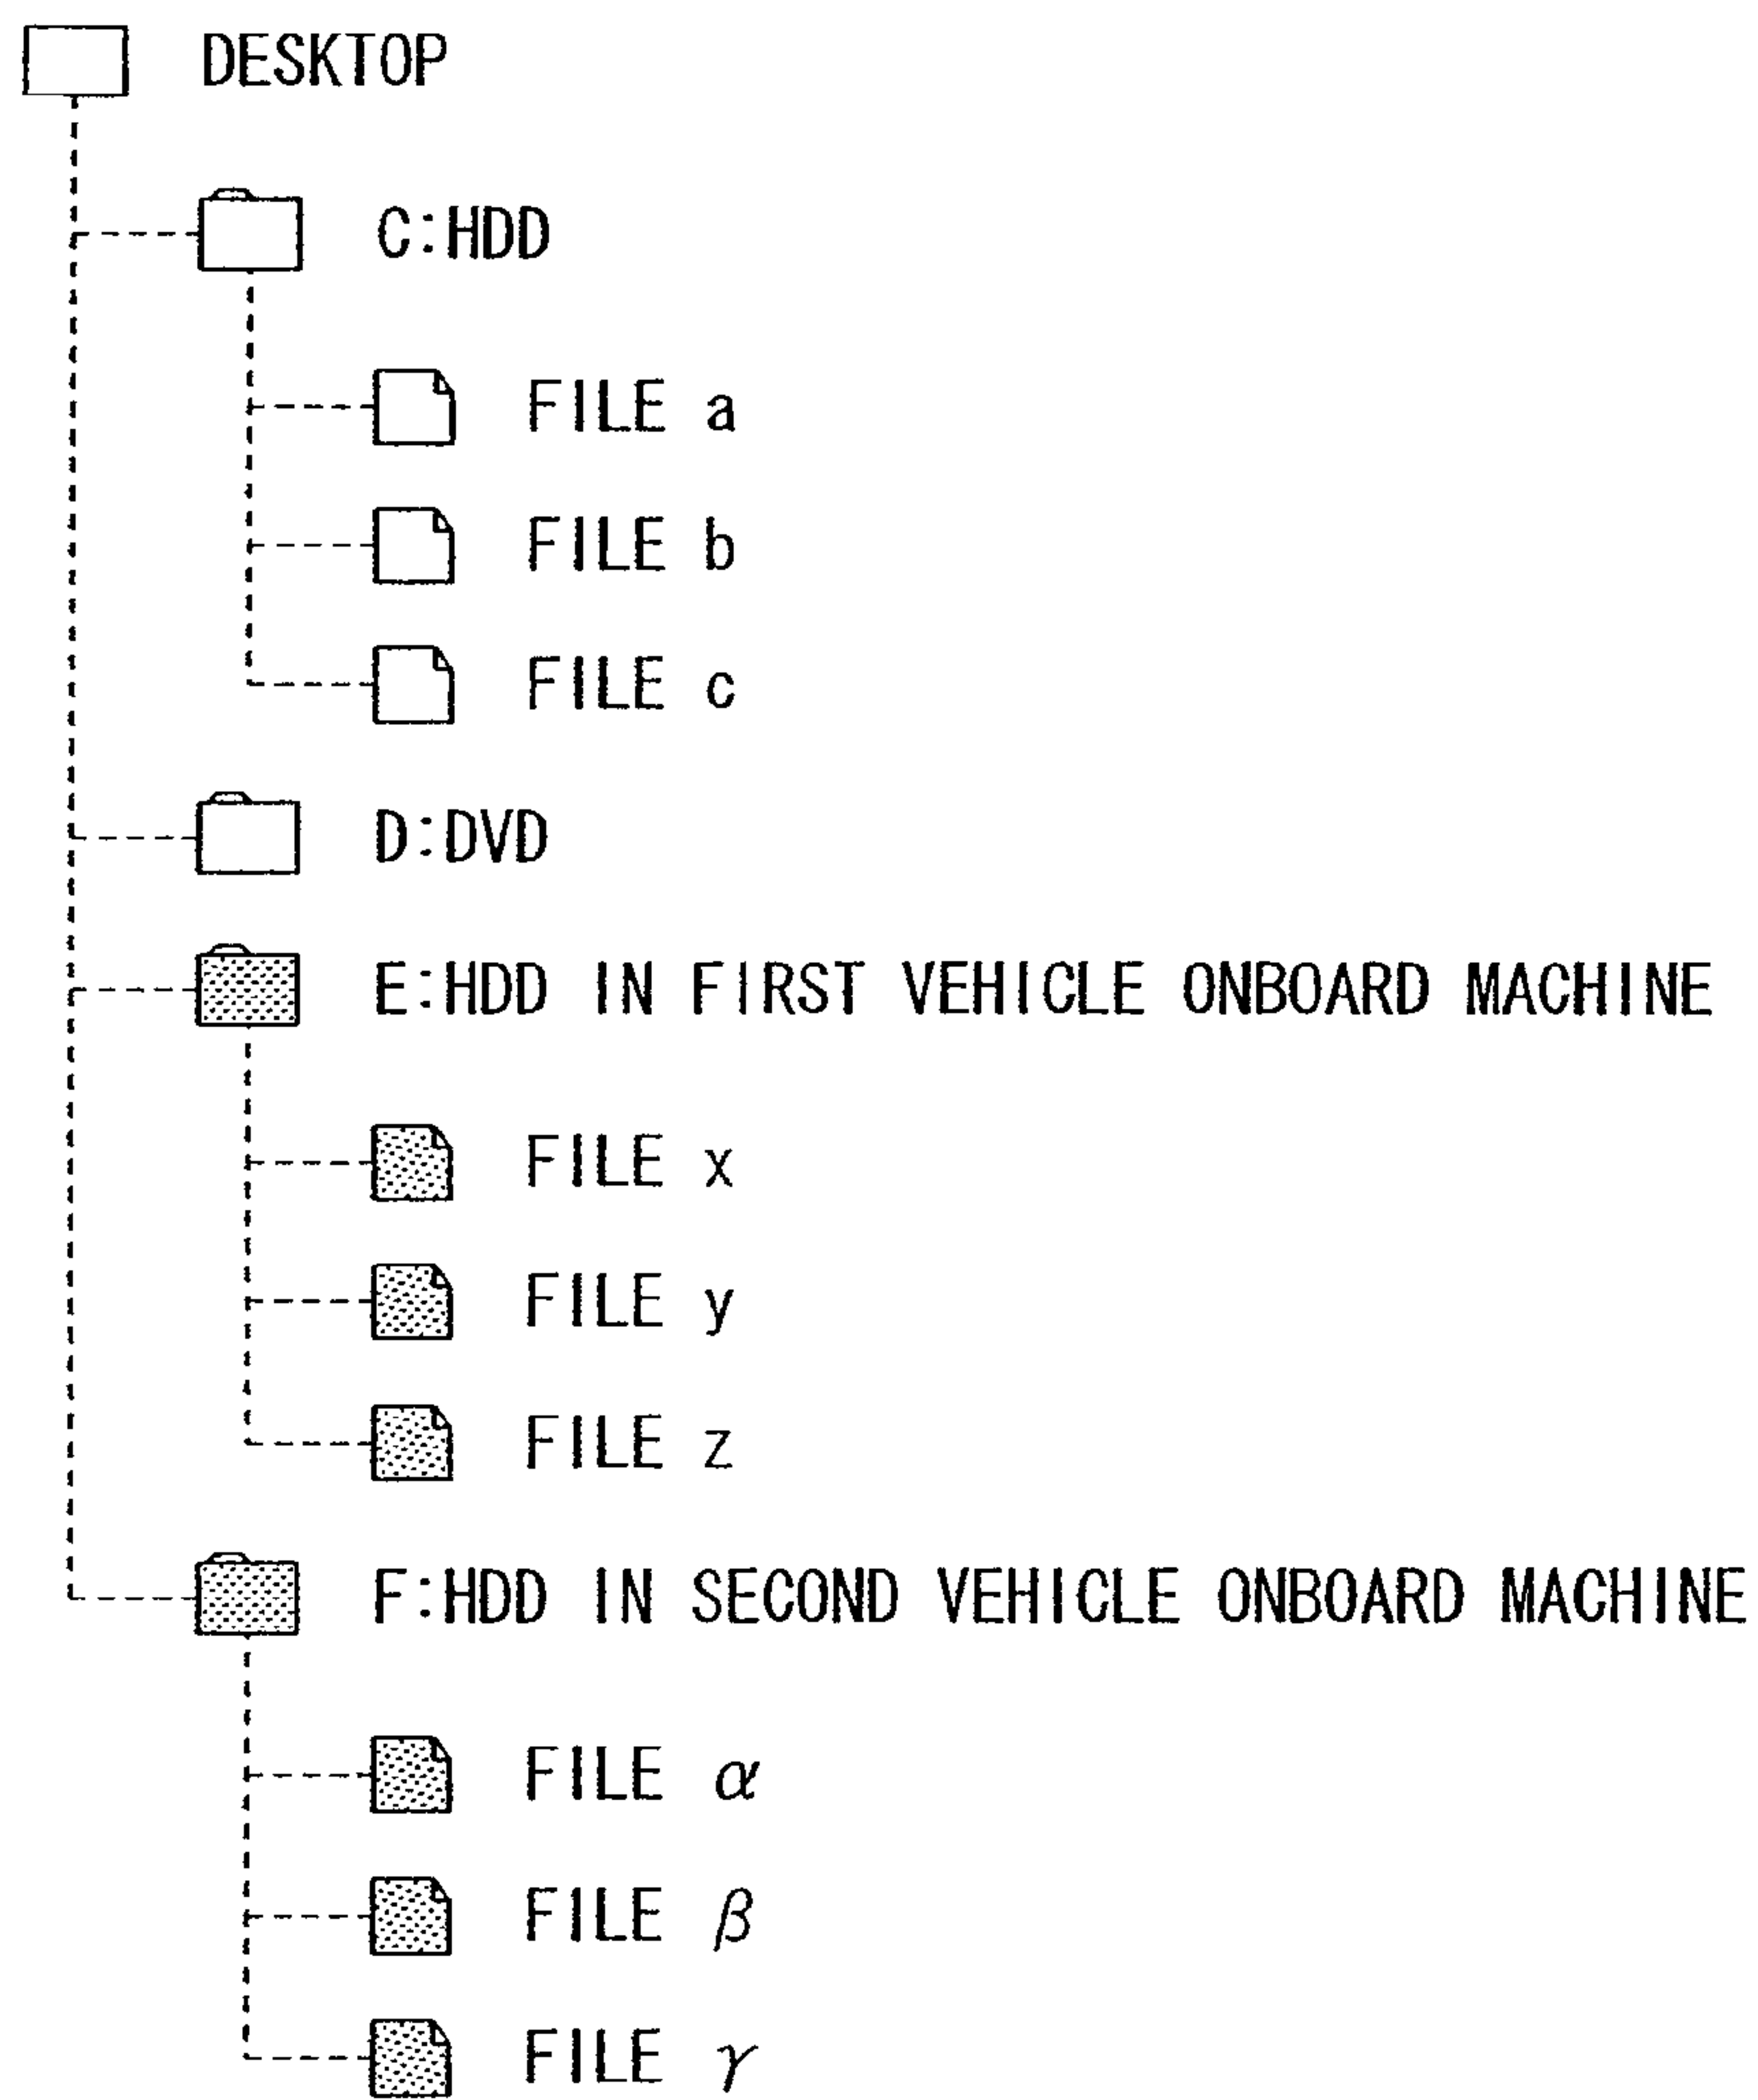 DESKTOP
C:HDD
FILE a
FILE b
FILE c
D:DVD
E:HDD IN FIRST VEHICLE ONBOARD MACHINE
FILE x
FILE y
FILE z
F:HDD IN SECOND VEHICLE ONBOARD MACHINE
FILE α
FILE β
FILE γ